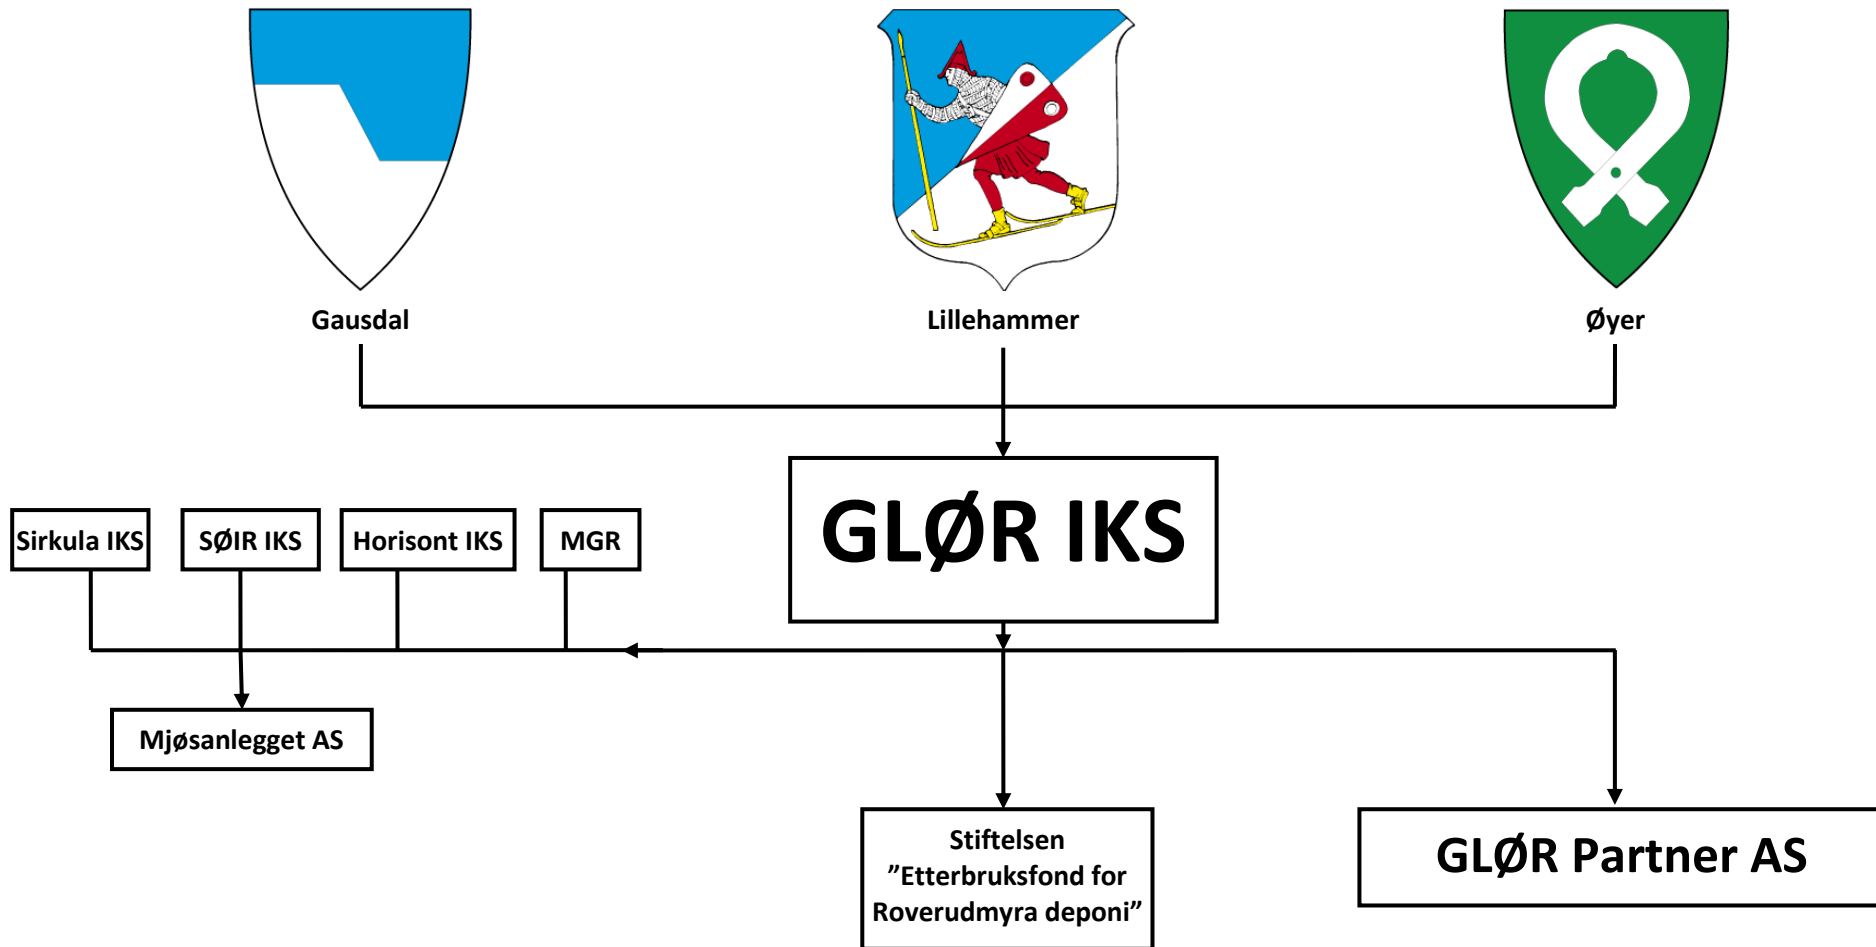 Gausdal
Lillehammer
Øyer
GLØR IKS
Sirkula IKS
SØIR IKS
Horisont IKS
MGR
Mjøsanlegget AS
Stiftelsen
”Etterbruksfond for
Roverudmyra deponi”
GLØR Partner AS